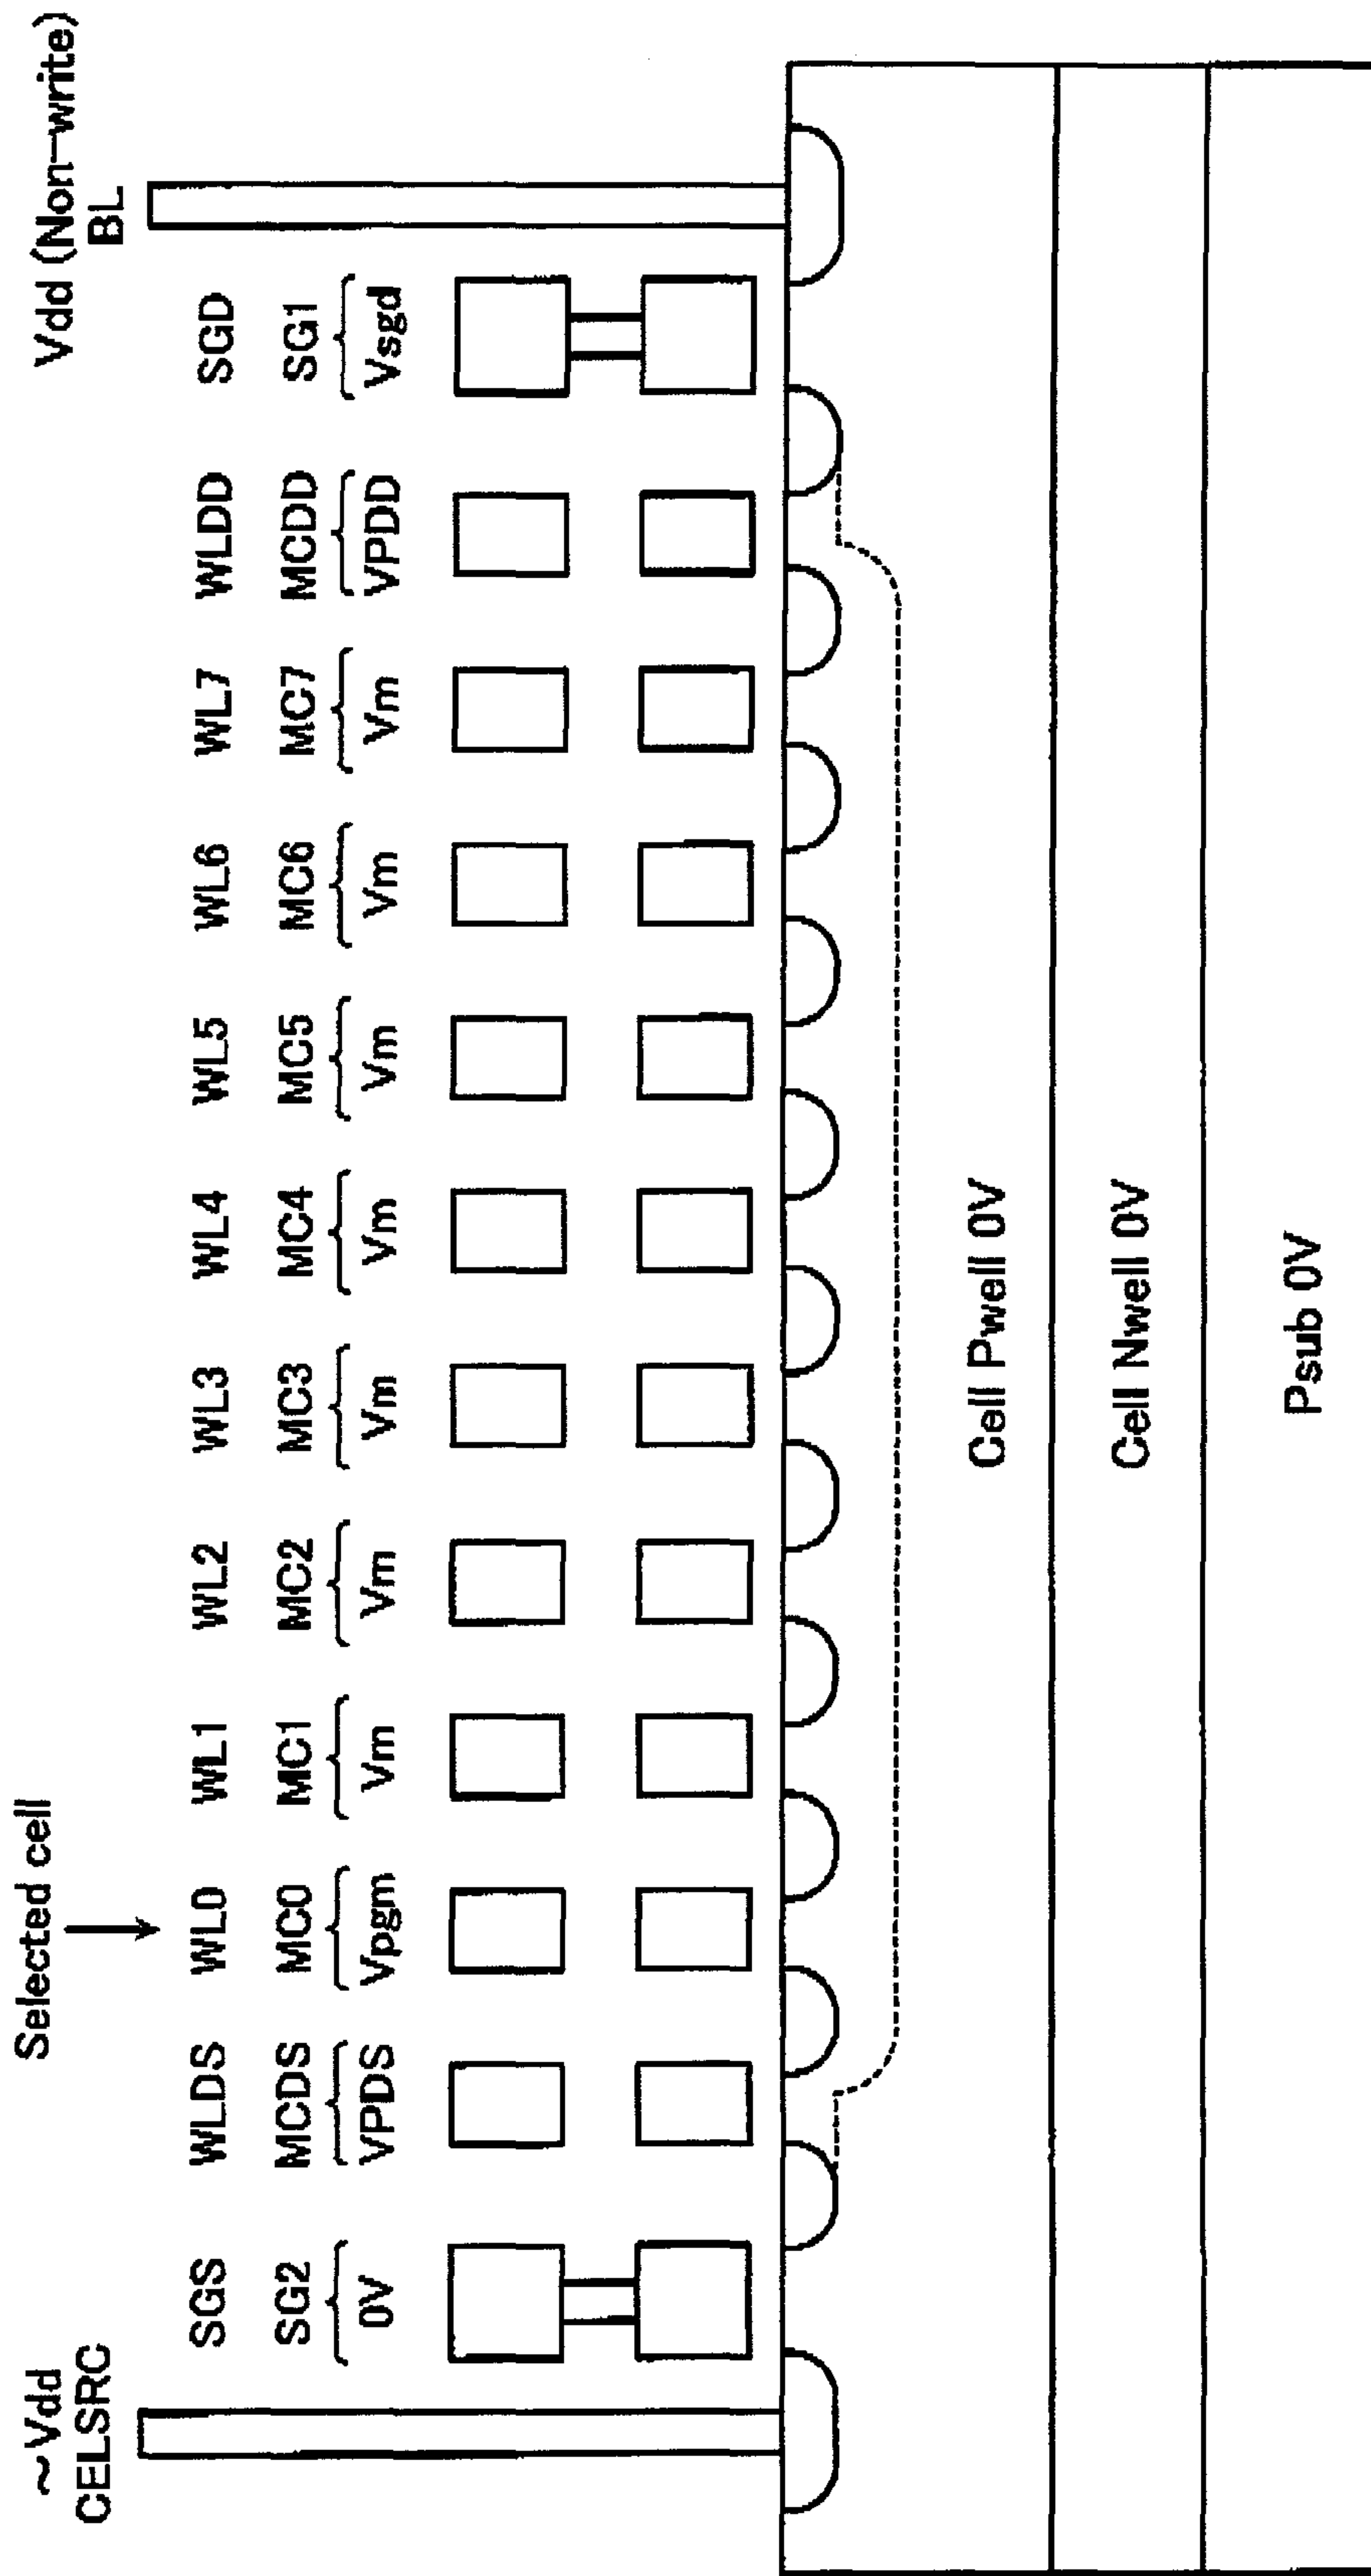 Selected cell
~Vdd
CELSRC
Vdd (Non-write)
BL
SGS WLDS WL0 WL1 WL2 WL3 WL4 WL5 WL6 WL7 WLDD SGD
SG2 MCDS MC0 MC1 MC2 MC3 MC4 MC5 MC6 MC7 MCDD SG1
0V VPDS Vpgm Vm Vm Vm Vm Vm Vm Vm VPDD Vsgd
Cell Pwell 0V
Cell Nwell 0V
Psub 0V